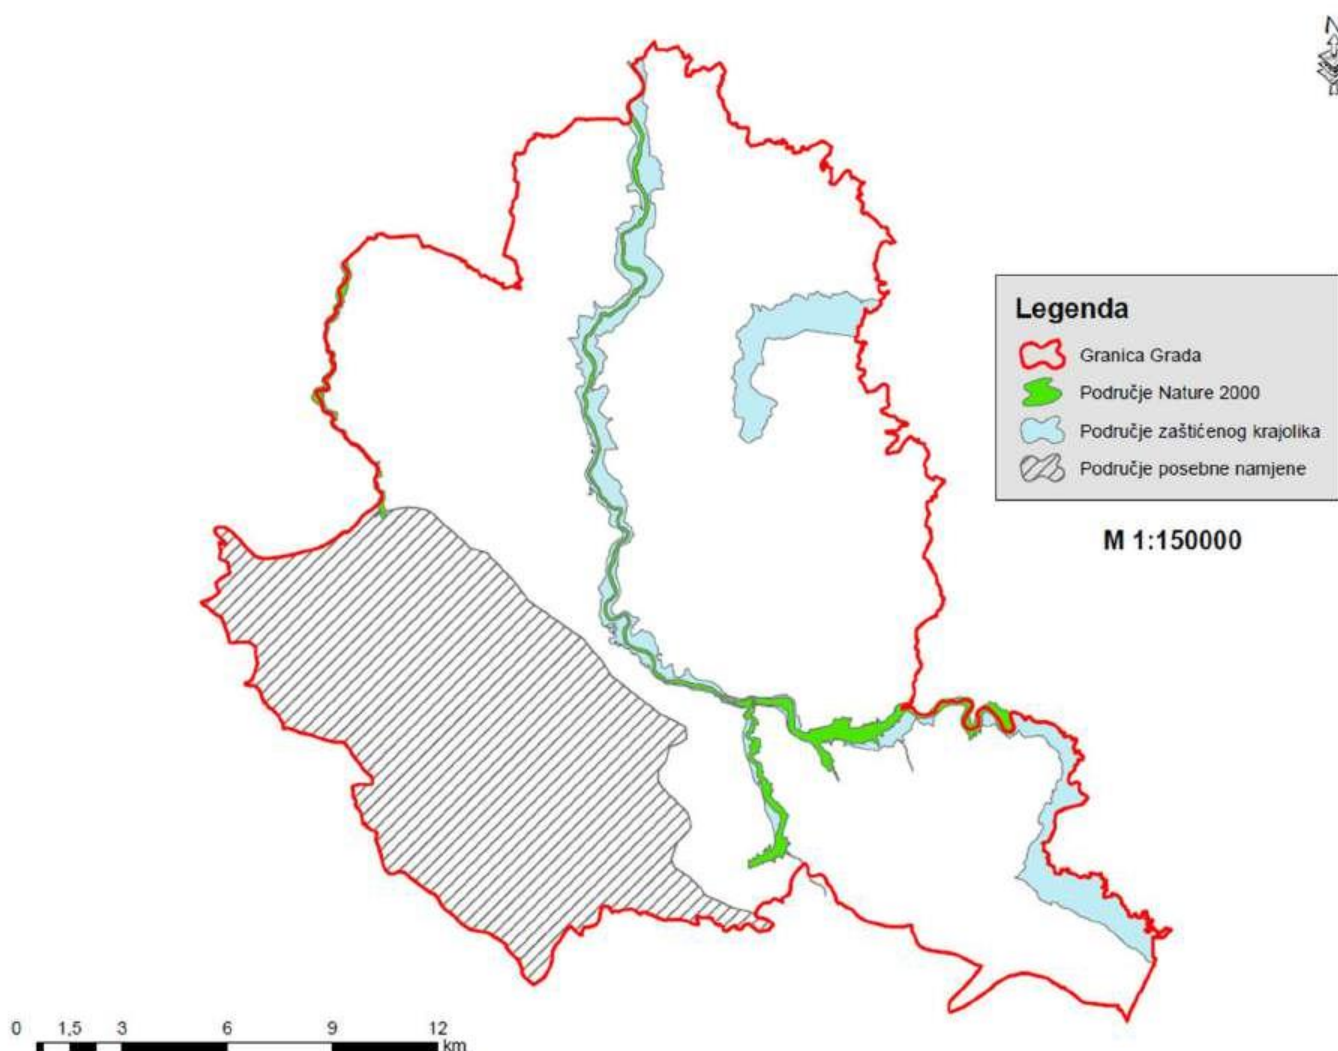 N
Legenda
Granica Grada
Područje Nature 2000
Područje zaštićenog krajolika
Područje posebne namjene
M 1:150000
0 1,5 3 6 9 12
km